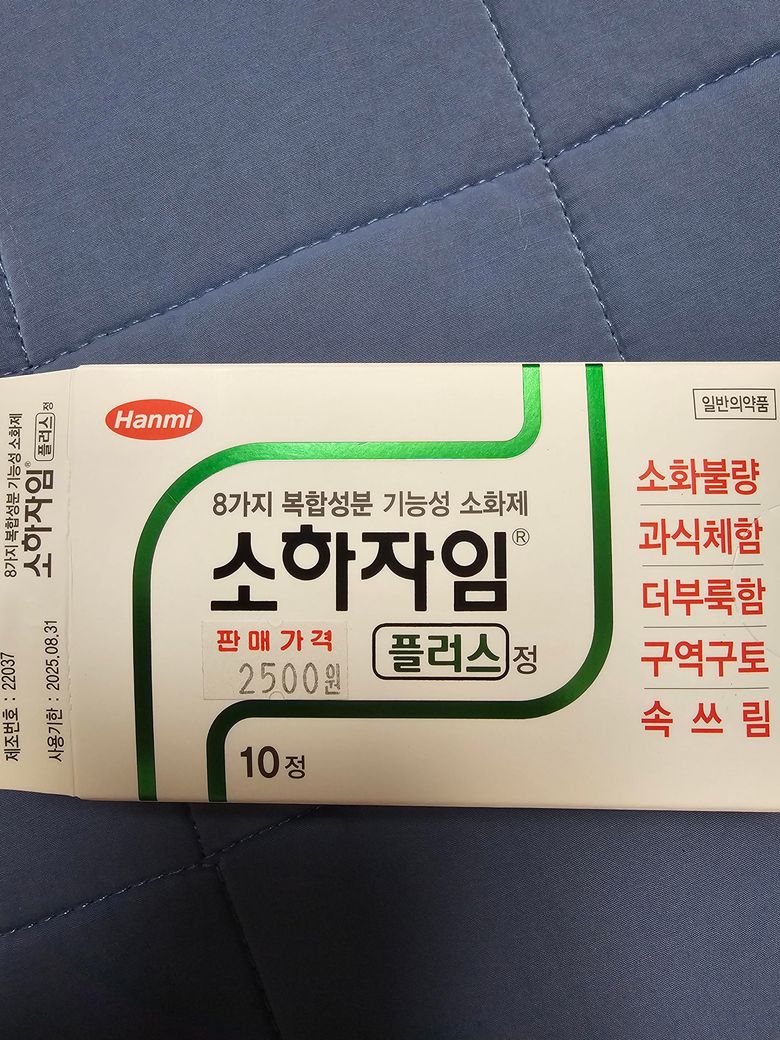 Hanmi
일반의약품
8가지 복합성분 기능성 소화제
소하자임®
플러스 정
판매가격
2500원
10정
소화불량
과식체함
더부룩함
구역구토
속쓰림
8가지 복합성분 기능성 소화제
소하자임® 플러스 정
제조번호 : 22037
사용기한 : 2025.08.31